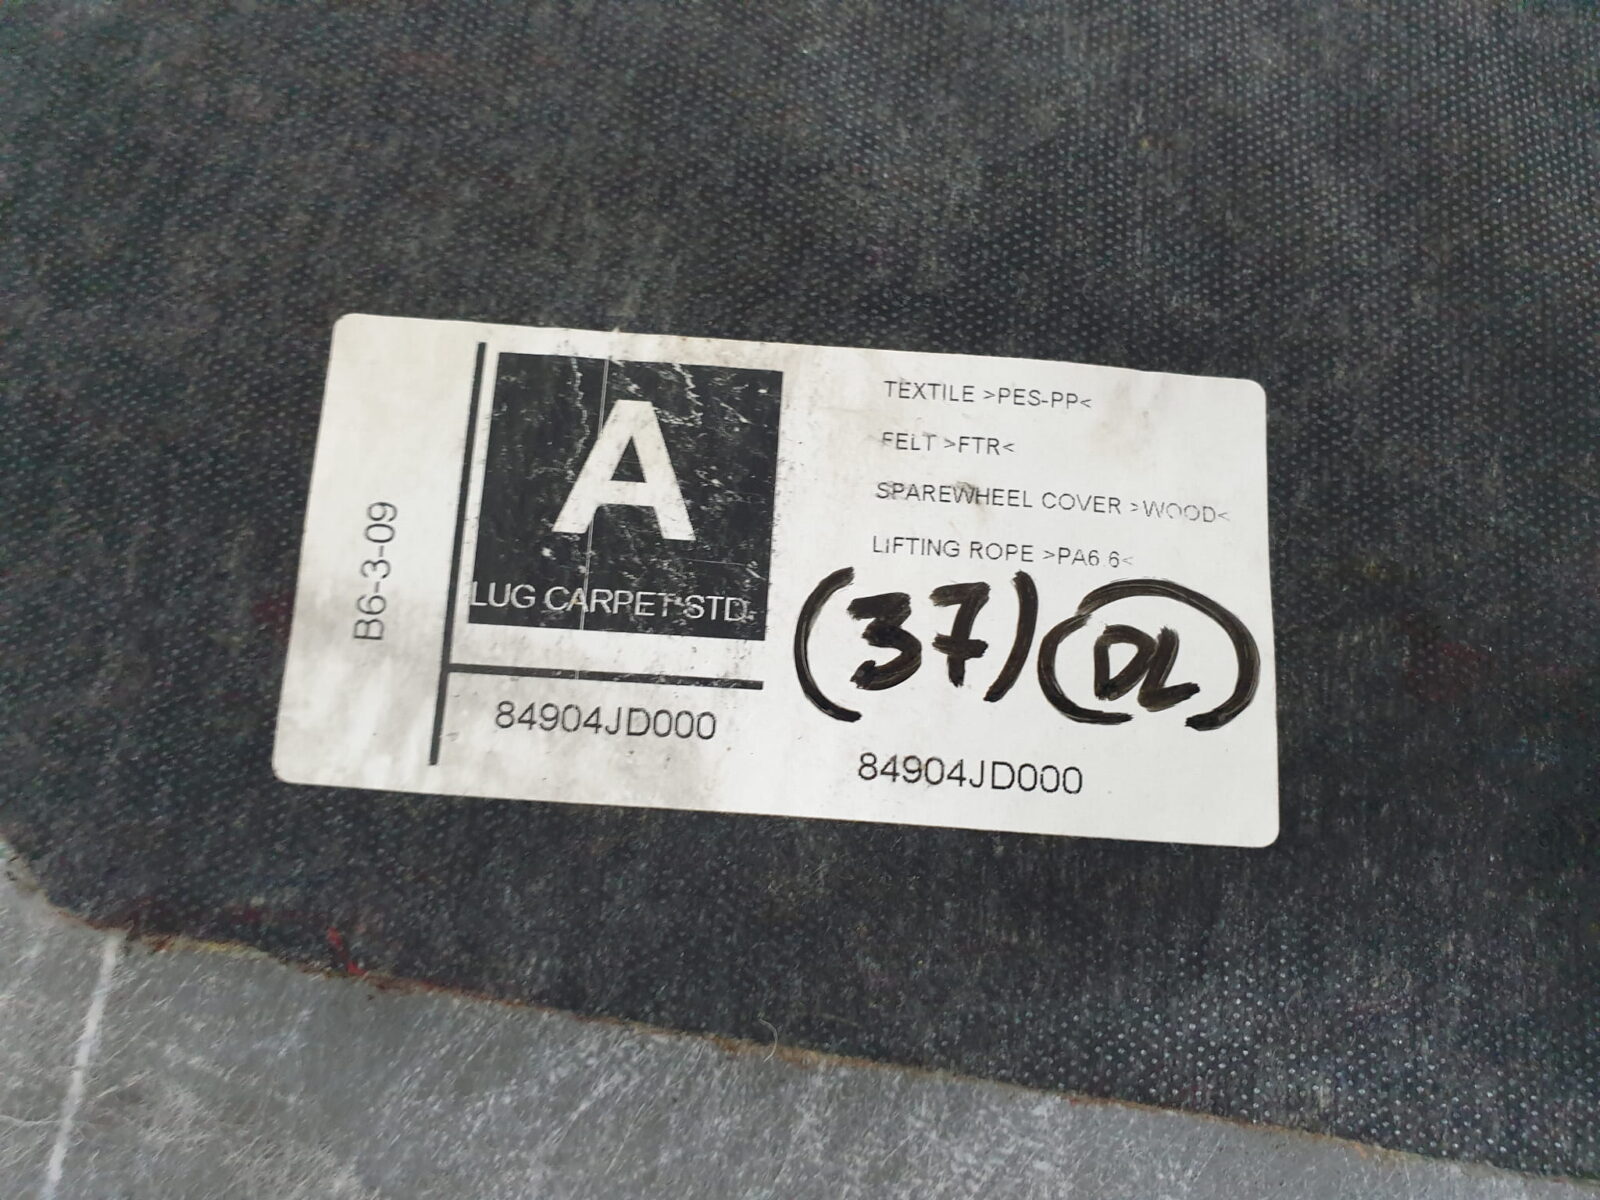 B6-3-09
A
LUG CARPET STD.
84904JD000
TEXTILE >PES-PP<
FELT >FTR<
SPAREWHEEL COVER >WOOD<
LIFTING ROPE >PA6.6<
(37) (DL)
84904JD000